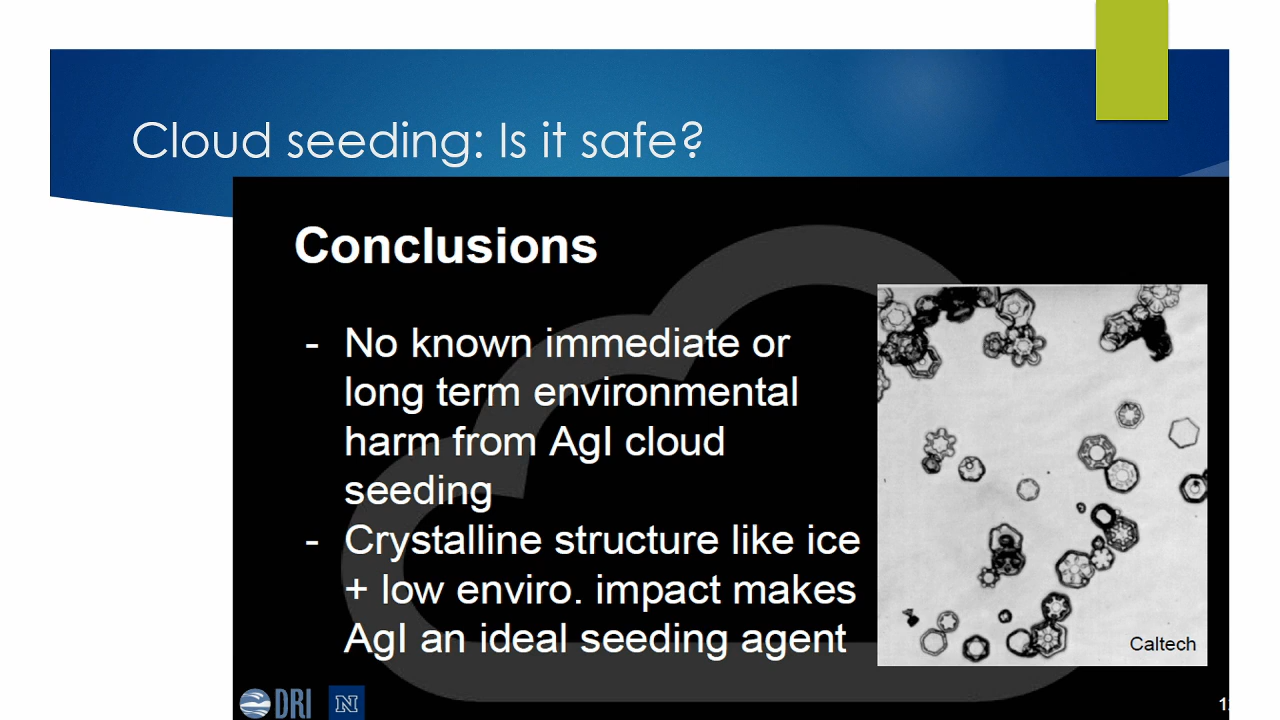 Cloud seeding: Is it safe?
Conclusions
- No known immediate or
long term environmental
harm from AgI cloud
seeding
- Crystalline structure like ice
+ low enviro. impact makes
AgI an ideal seeding agent
Caltech
DRI N